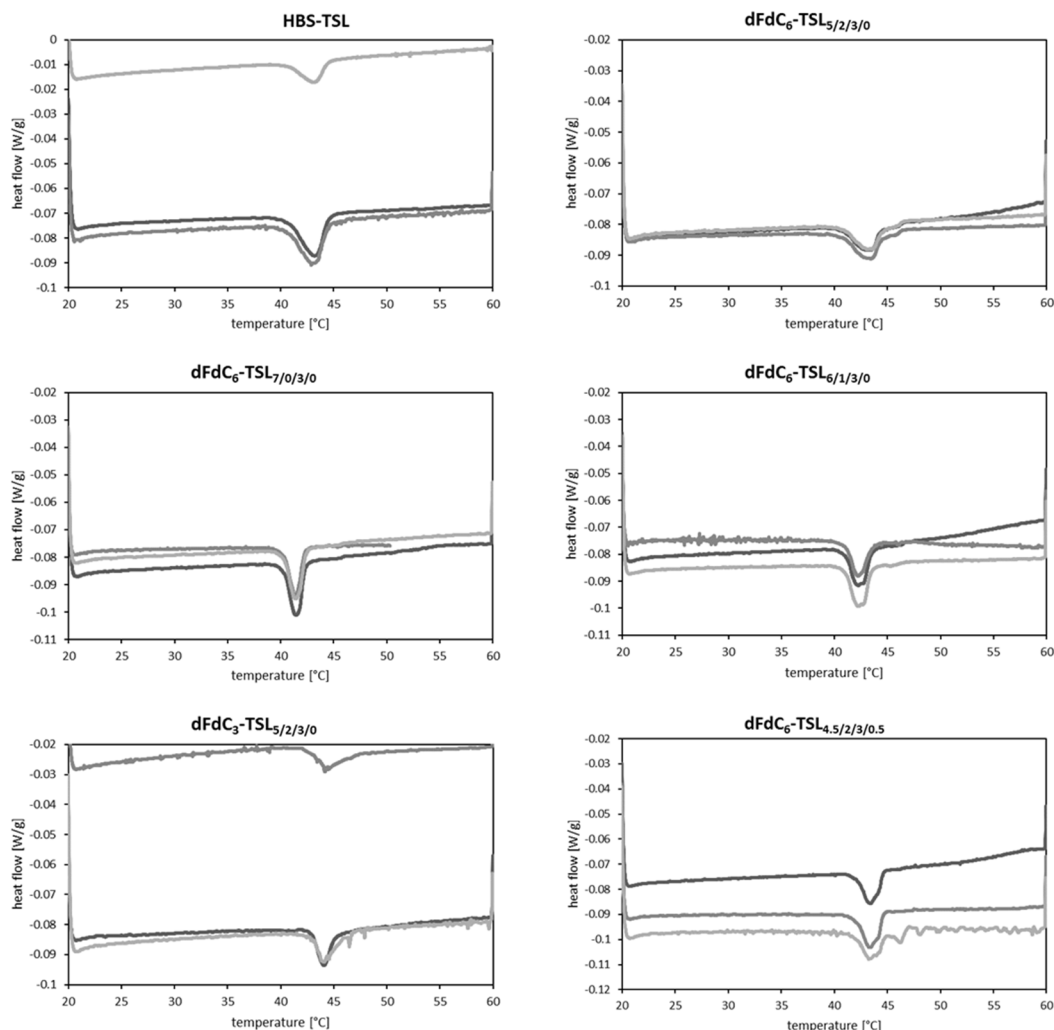 HBS-TSL
0
-0.01
-0.02
-0.03
-0.04
-0.05
-0.06
-0.07
-0.08
-0.09
-0.1
heat flow [W/g]
20 25 30 35 40 45 50 55 60
temperature [°C]
dFdC6-TSL5/2/3/0
-0.02
-0.03
-0.04
-0.05
-0.06
-0.07
-0.08
-0.09
-0.1
heat flow [W/g]
20 25 30 35 40 45 50 55 60
temperature [°C]
dFdC6-TSL7/0/3/0
-0.02
-0.03
-0.04
-0.05
-0.06
-0.07
-0.08
-0.09
-0.1
-0.11
heat flow [W/g]
20 25 30 35 40 45 50 55 60
temperature [°C]
dFdC6-TSL6/1/3/0
-0.02
-0.03
-0.04
-0.05
-0.06
-0.07
-0.08
-0.09
-0.1
-0.11
heat flow [W/g]
20 25 30 35 40 45 50 55 60
temperature [°C]
dFdC3-TSL5/2/3/0
-0.02
-0.03
-0.04
-0.05
-0.06
-0.07
-0.08
-0.09
-0.1
heat flow [W/g]
20 25 30 35 40 45 50 55 60
temperature [°C]
dFdC6-TSL4.5/2/3/0.5
-0.02
-0.03
-0.04
-0.05
-0.06
-0.07
-0.08
-0.09
-0.1
-0.11
-0.12
heat flow [W/g]
20 25 30 35 40 45 50 55 60
temperature [°C]